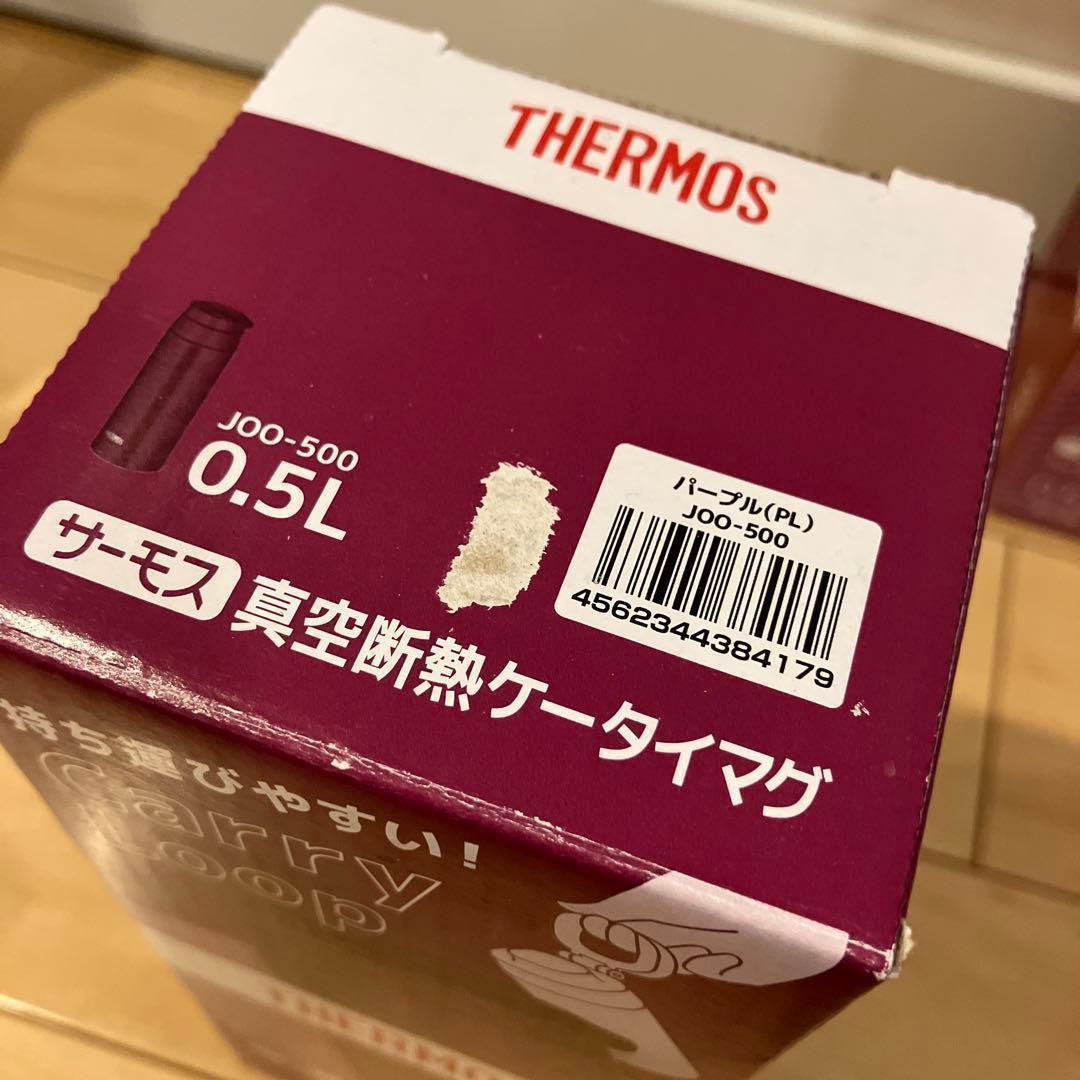 THERMOS
JOO-500
0.5L
パープル(PL)
JOO-500
4562344384179
サーモス 真空断熱ケータイマグ
持ち運びやすい!
Carry
Loop
THERMOS